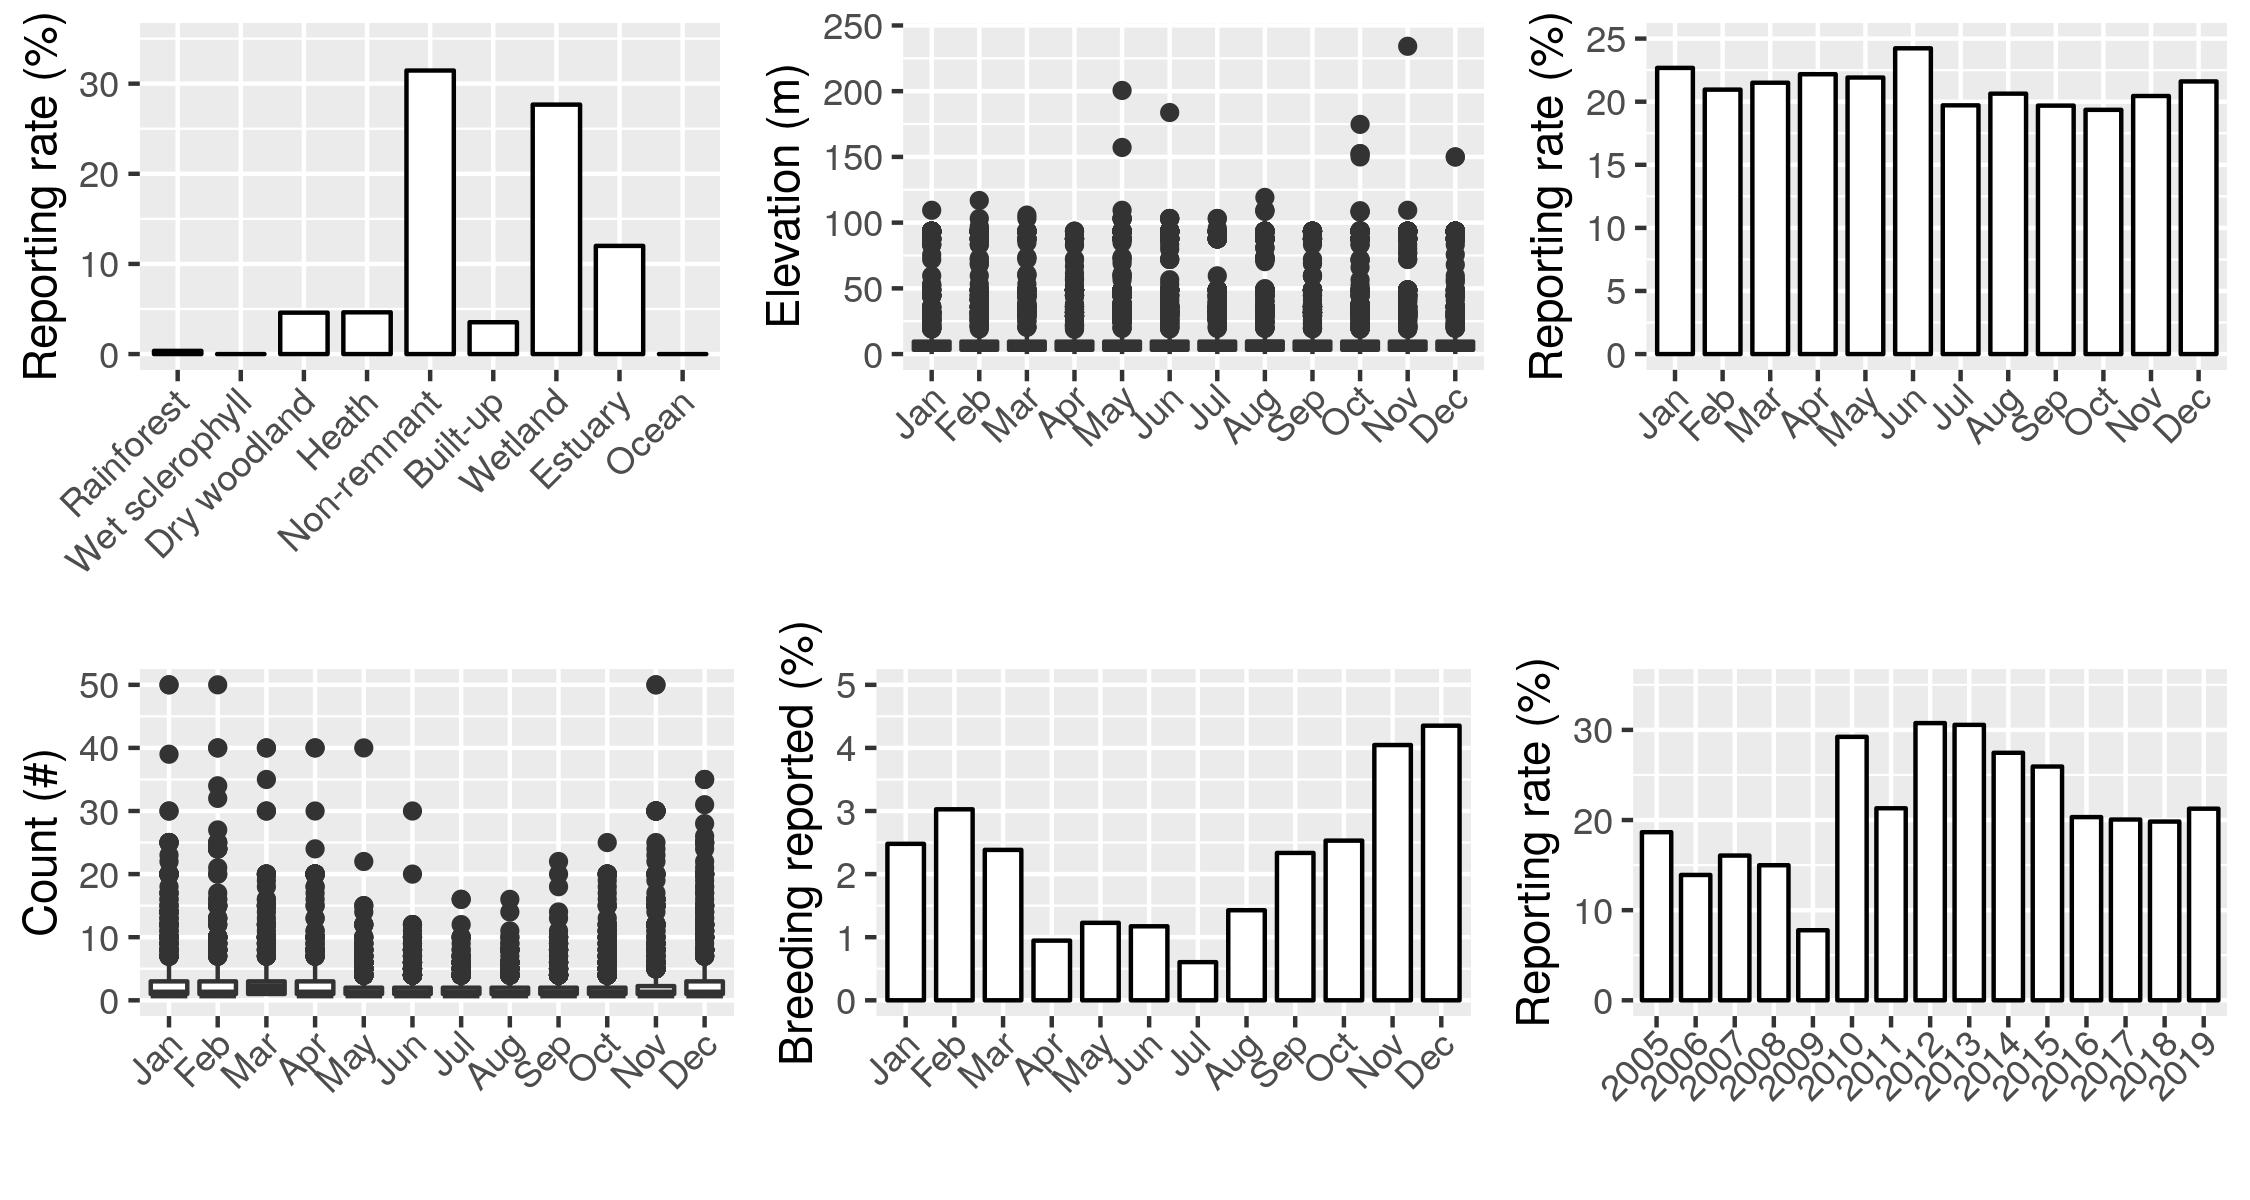 Reporting rate (%)
30
20
10
0
Rainforest
Wet sclerophyll
Dry woodland
Heath
Non-remnant
Built-up
Wetland
Estuary
Ocean
Elevation (m)
250
200
150
100
50
0
Jan
Feb
Mar
Apr
May
Jun
Jul
Aug
Sep
Oct
Nov
Dec
Reporting rate (%)
25
20
15
10
5
0
Jan
Feb
Mar
Apr
May
Jun
Jul
Aug
Sep
Oct
Nov
Dec
Count (#)
50
40
30
20
10
0
Jan
Feb
Mar
Apr
May
Jun
Jul
Aug
Sep
Oct
Nov
Dec
Breeding reported (%)
5
4
3
2
1
0
Jan
Feb
Mar
Apr
May
Jun
Jul
Aug
Sep
Oct
Nov
Dec
Reporting rate (%)
30
20
10
0
2005
2006
2007
2008
2009
2010
2011
2012
2013
2014
2015
2016
2017
2018
2019